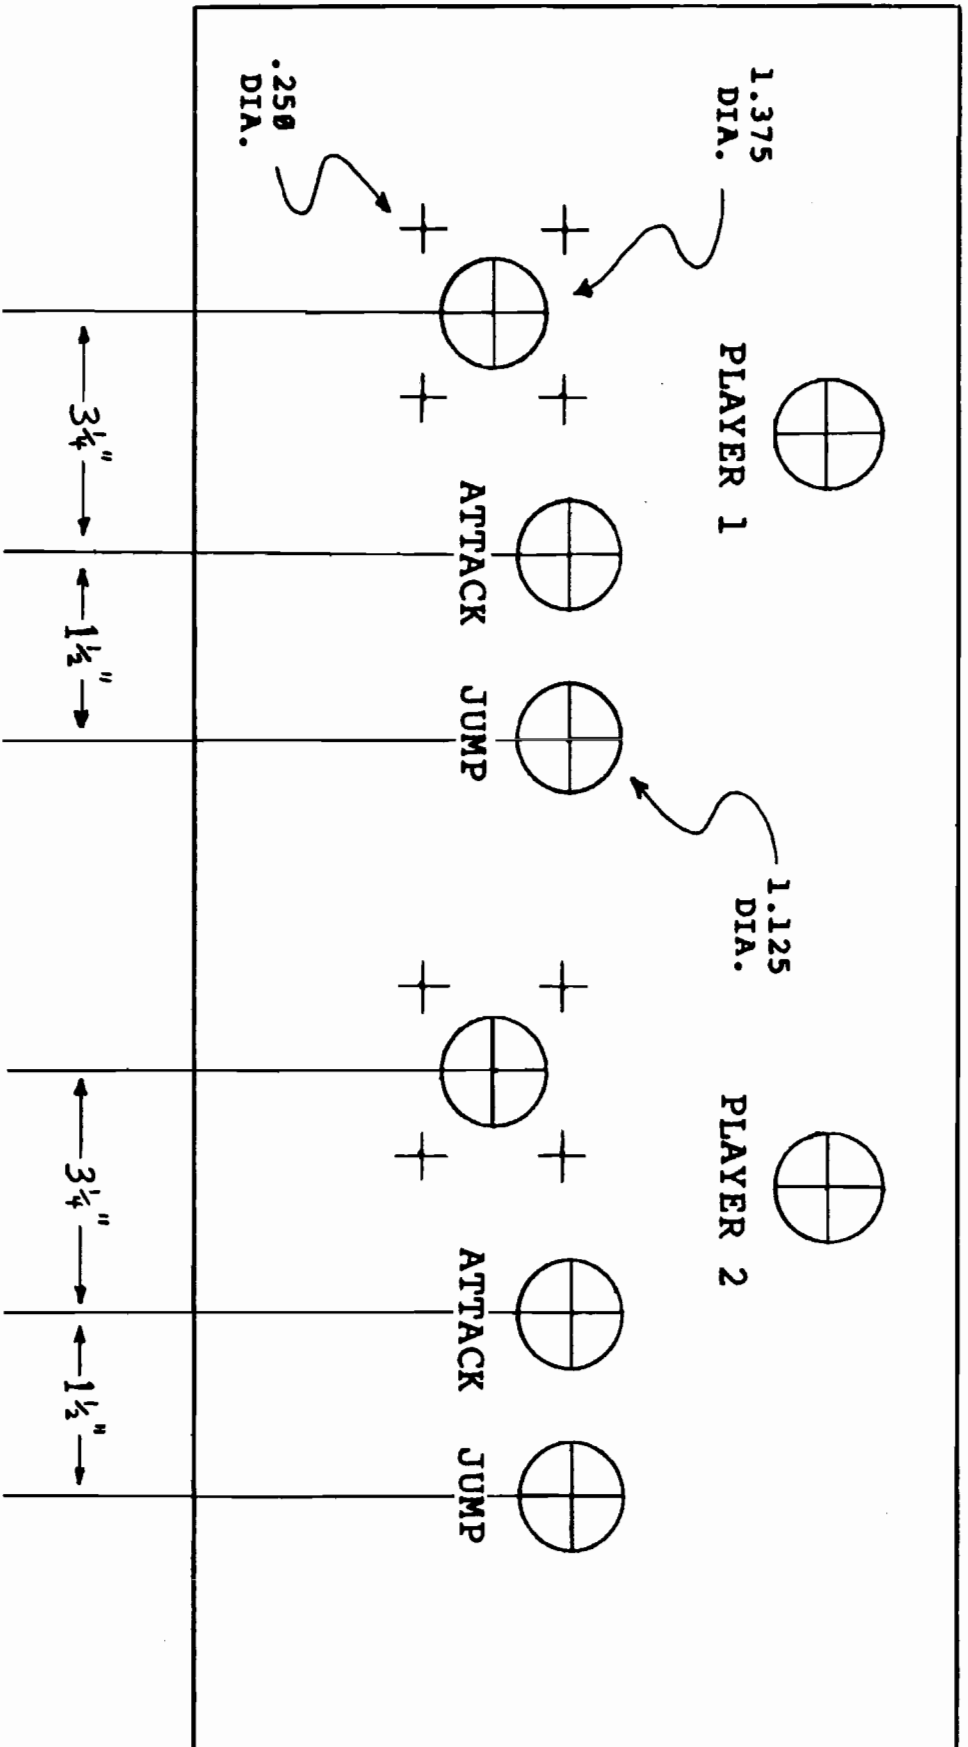 1.375
DIA.
1.125
DIA.
PLAYER 1
PLAYER 2
ATTACK
JUMP
ATTACK
JUMP
.250
DIA.
3¼"
1½"
3¼"
1½"